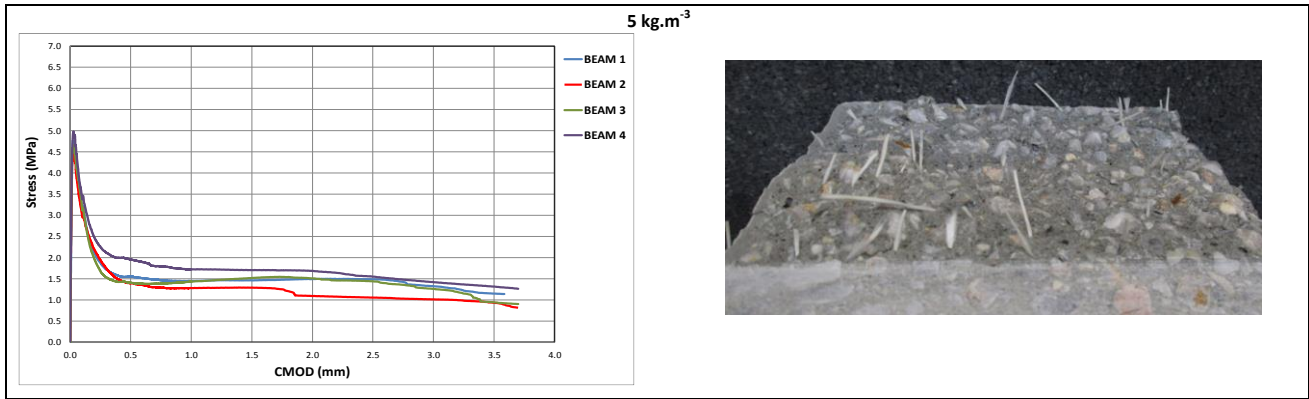 5 kg.m⁻³
7.0
6.5
6.0
5.5
5.0
4.5
4.0
3.5
3.0
2.5
2.0
1.5
1.0
0.5
0.0
Stress (MPa)
0.0 0.5 1.0 1.5 2.0 2.5 3.0 3.5 4.0
CMOD (mm)
BEAM 1
BEAM 2
BEAM 3
BEAM 4